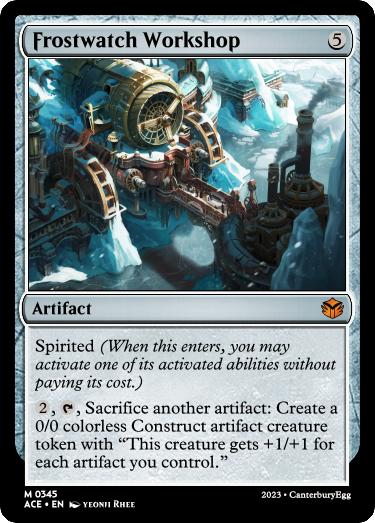 Frostwatch Workshop 5
Artifact
Spirited (When this enters, you may
activate one of its activated abilities without
paying its cost.)
2, , Sacrifice another artifact: Create a
0/0 colorless Construct artifact creature
token with “This creature gets +1/+1 for
each artifact you control.”
M 0345
ACE • EN Yeonji Rhee
2023 • CanterburyEgg